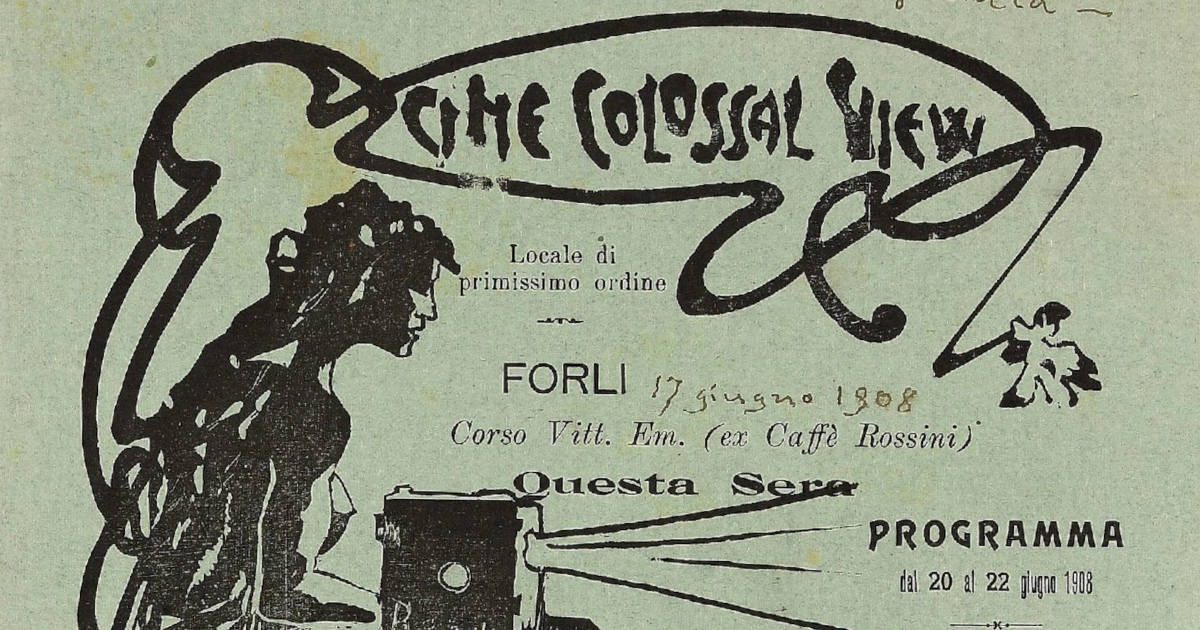 CINE COLOSSAL VIEW
Locale di
primissimo ordine
FORLI 17 giugno 1908
Corso Vitt. Em. (ex Caffè Rossini)
Questa Sera
PROGRAMMA
dal 20 al 22 giugno 1908